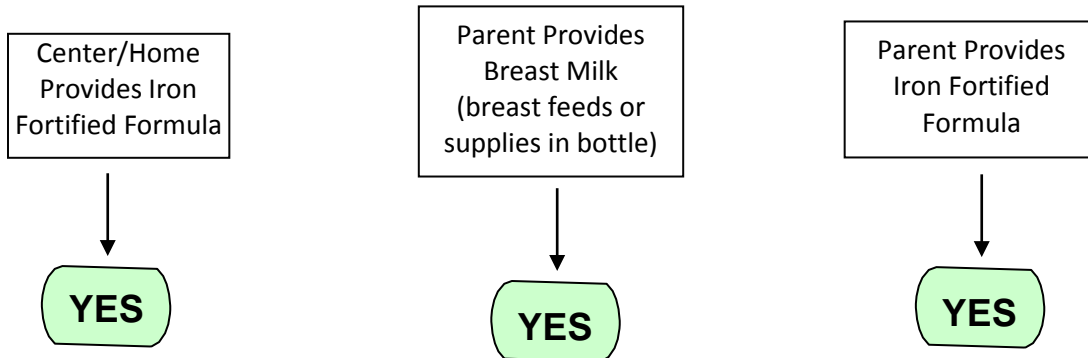 Center/Home
Provides Iron
Fortified Formula
Parent Provides
Breast Milk
(breast feeds or
supplies in bottle)
Parent Provides
Iron Fortified
Formula
YES
YES
YES